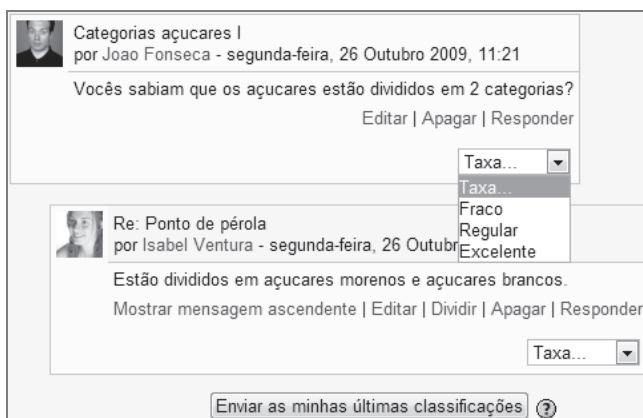 Categorias açucares I
por Joao Fonseca - segunda-feira, 26 Outubro 2009, 11:21
Vocês sabiam que os açucares estão divididos em 2 categorias?
Editar | Apagar | Responder
Taxa...
Taxa...
Fraco
Regular
Excelente
Re: Ponto de pérola
por Isabel Ventura - segunda-feira, 26
Estão divididos em açucares morenos e açucares brancos.
Mostrar mensagem ascendente | Editar | Dividir | Apagar | Responder
Taxa...
Enviar as minhas últimas classificações ?